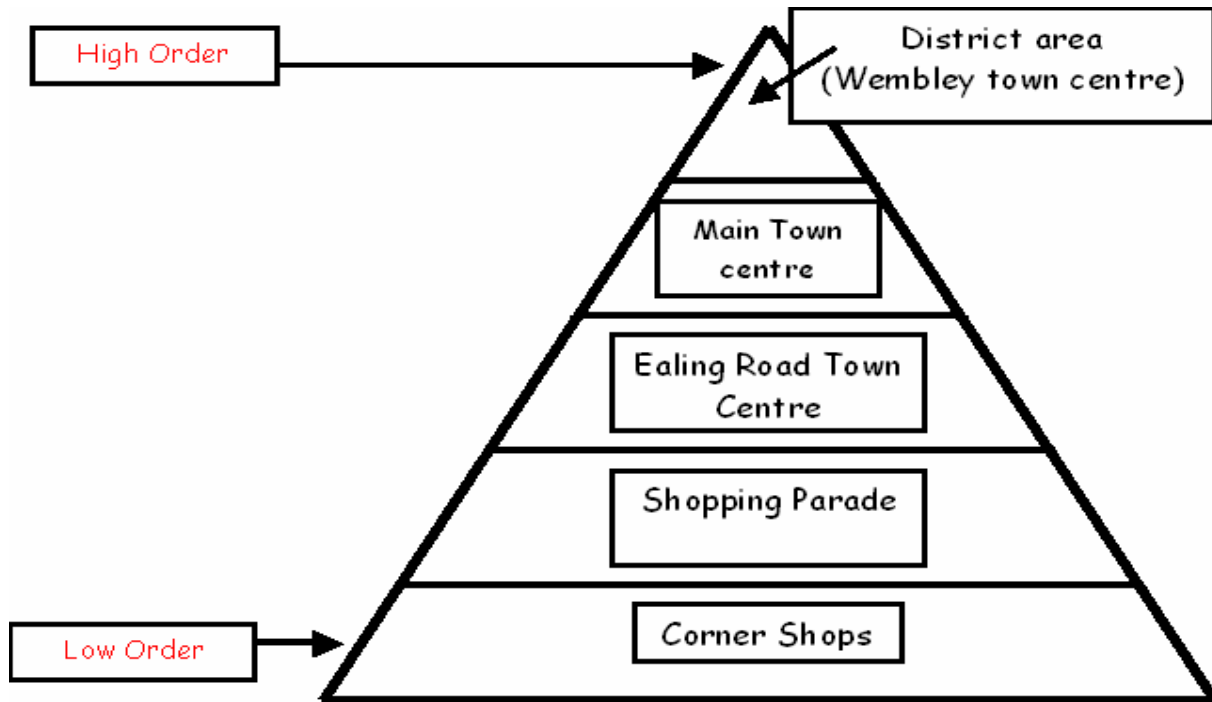 High Order
District area
(Wembley town centre)
Main Town
centre
Ealing Road Town
Centre
Shopping Parade
Corner Shops
Low Order